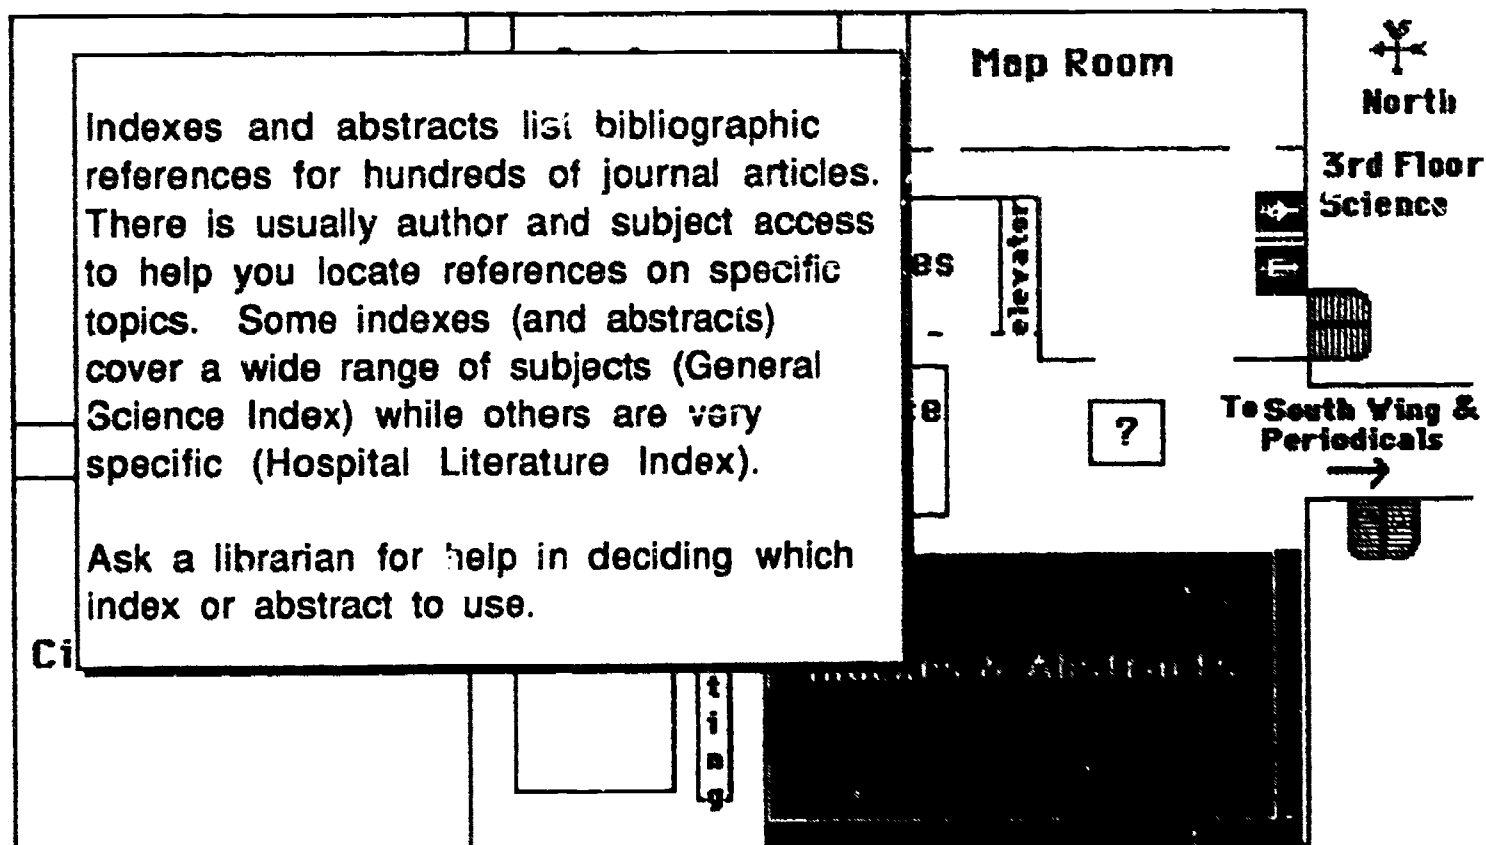 Map Room
North
3rd Floor
Science
Indexes and abstracts list bibliographic
references for hundreds of journal articles.
There is usually author and subject access
to help you locate references on specific
topics. Some indexes (and abstracts)
cover a wide range of subjects (General
Science Index) while others are very
specific (Hospital Literature Index).
Ask a librarian for help in deciding which
index or abstract to use.
es
elevator
e
?
To South Wing &
Periodicals
Ci
Indexes & Abstracts
ting